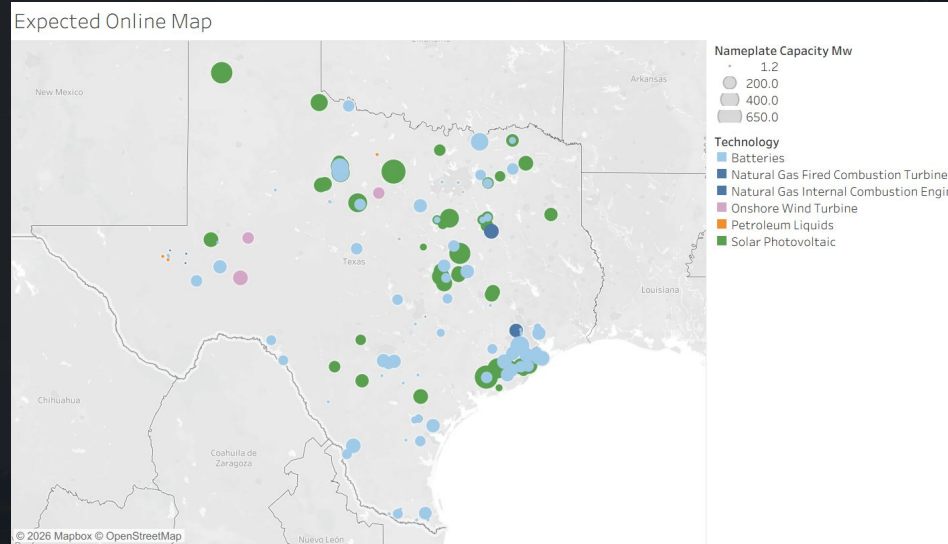 Expected Online Map
New Mexico
Arkansas
Texas
Louisiana
Chihuahua
Coahuila de
Zaragoza
Nuevo León
© 2026 Mapbox © OpenStreetMap
Nameplate Capacity Mw
1.2
200.0
400.0
650.0
Technology
Batteries
Natural Gas Fired Combustion Turbine
Natural Gas Internal Combustion Engi
Onshore Wind Turbine
Petroleum Liquids
Solar Photovoltaic